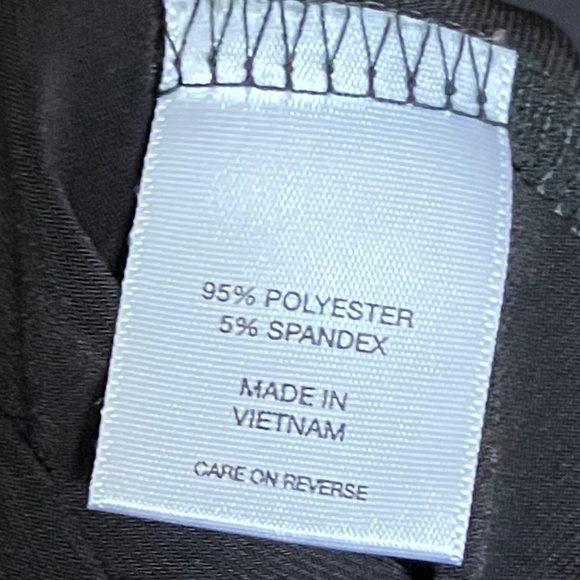 95% POLYESTER
5% SPANDEX
MADE IN
VIETNAM
CARE ON REVERSE